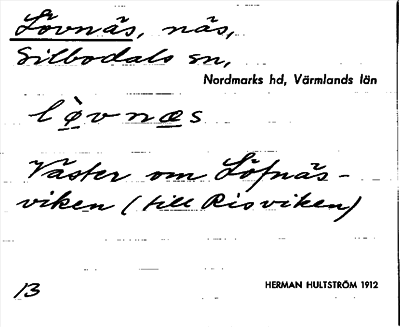 Lövnäs, näs,
Silbodals sn,
Nordmarks hd, Värmlands län
lø̀vnæs
Väster om Löfnäs-
viken (till Risviken)
13
HERMAN HULTSTRÖM 1912